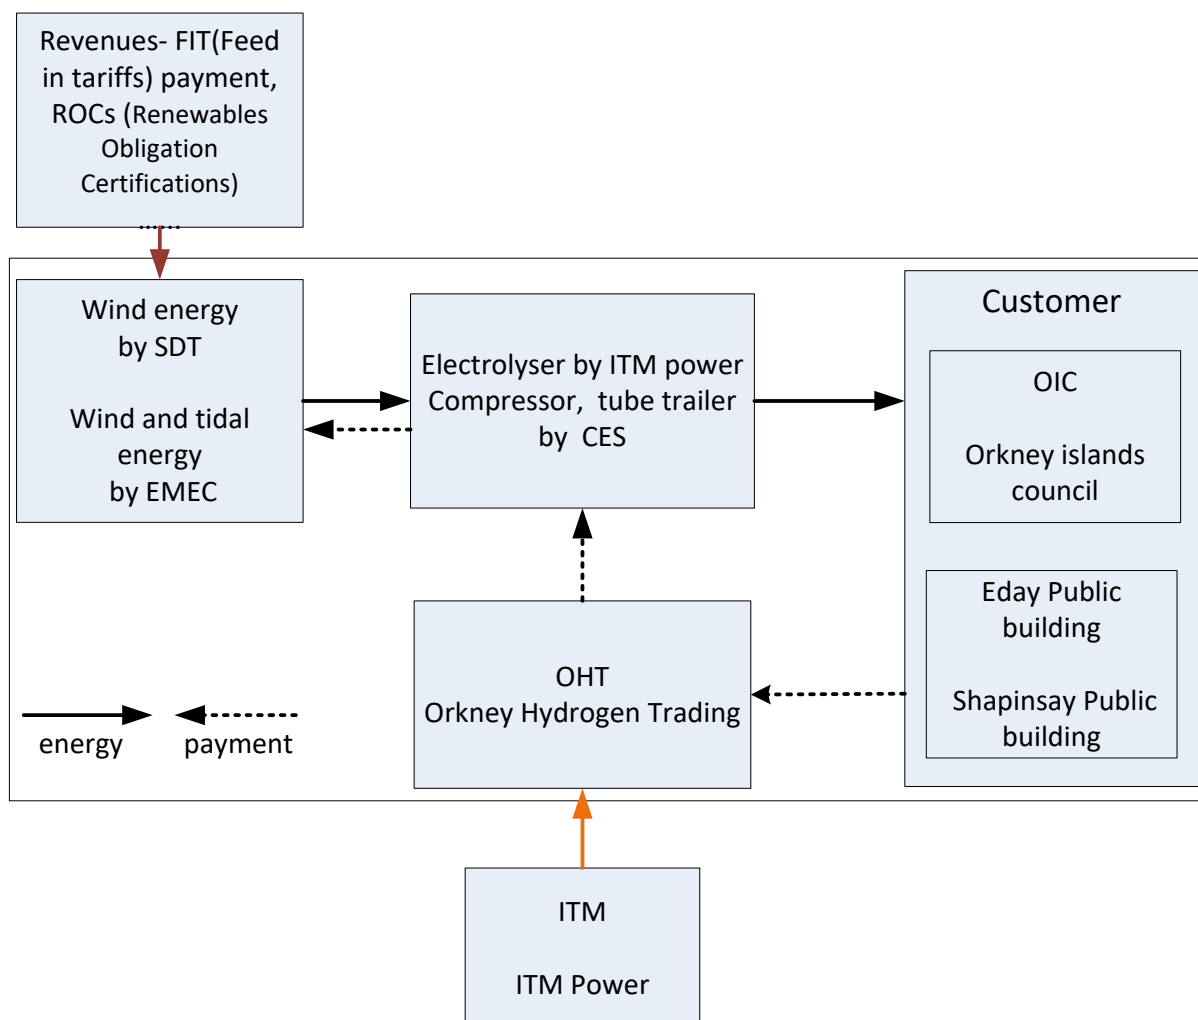 Revenues- FIT(Feed
in tariffs) payment,
ROCs (Renewables
Obligation
Certifications)
Wind energy
by SDT
Wind and tidal
energy
by EMEC
Electrolyser by ITM power
Compressor, tube trailer
by CES
Customer
OIC
Orkney islands
council
Eday Public
building
Shapinsay Public
building
OHT
Orkney Hydrogen Trading
energy
payment
ITM
ITM Power